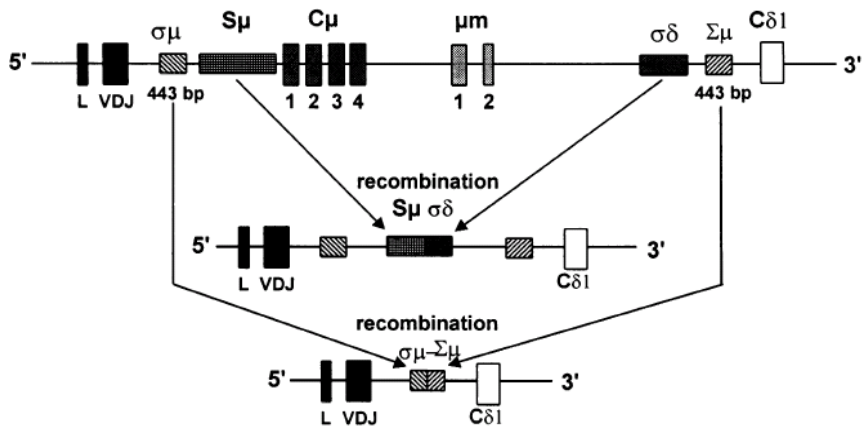 σμ Sμ Cμ μm σδ Σμ Cδ1
5' 3'
L VDJ 443 bp 1 2 3 4 1 2 443 bp
recombination
Sμ σδ
5' 3'
L VDJ Cδ1
recombination
σμ–Σμ
5' 3'
L VDJ Cδ1